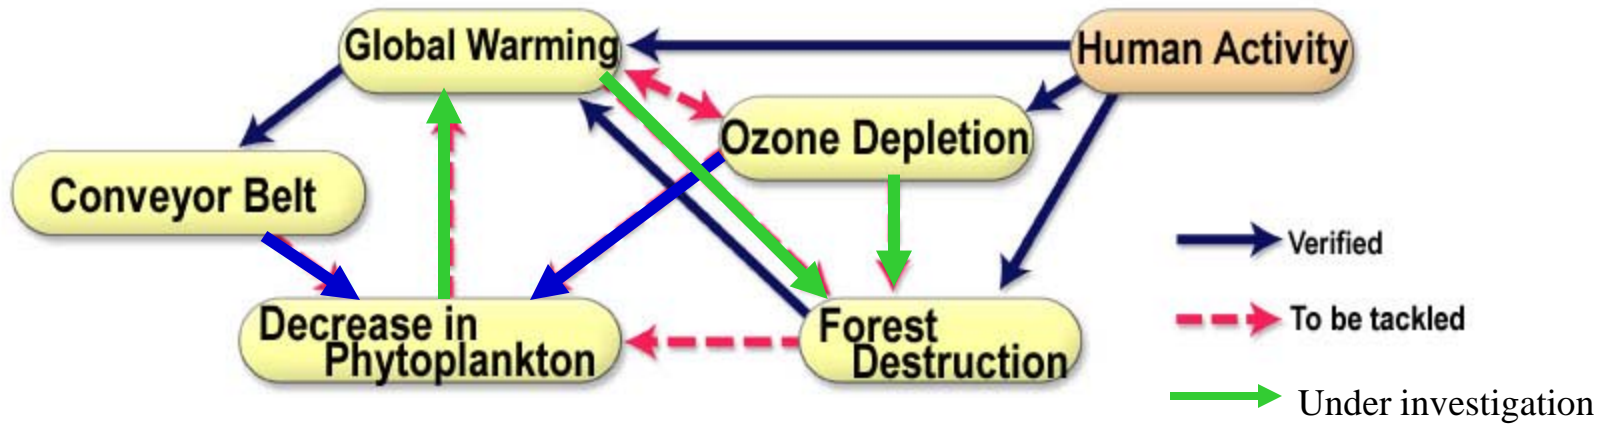 Global Warming
Human Activity
Ozone Depletion
Conveyor Belt
Verified
Decrease in
Phytoplankton
Forest
Destruction
To be tackled
Under investigation